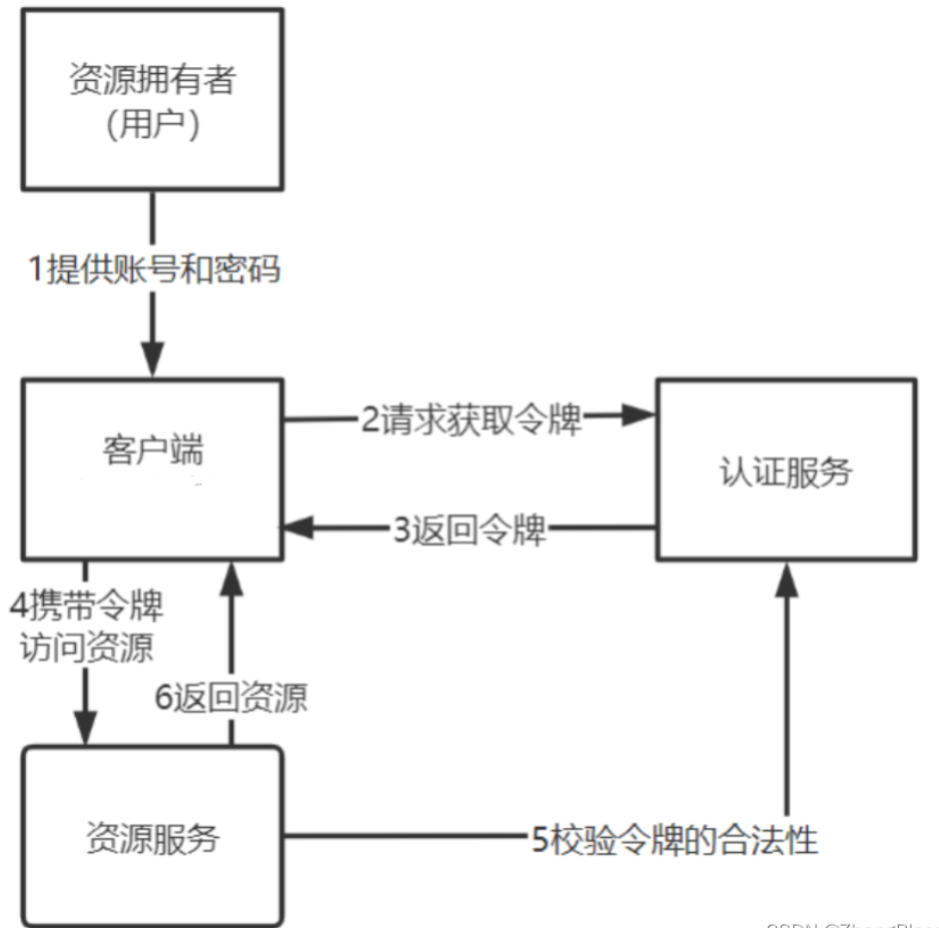 资源拥有者
（用户）
1提供账号和密码
客户端
2请求获取令牌
认证服务
3返回令牌
4携带令牌
访问资源
6返回资源
资源服务
5校验令牌的合法性